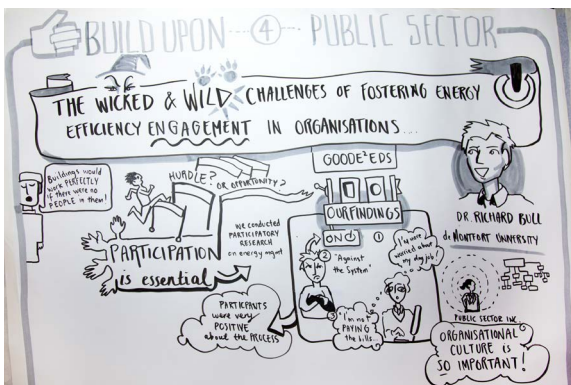 BUILD UPON ④ PUBLIC SECTOR
THE WICKED & WILD CHALLENGES OF FOSTERING ENERGY
EFFICIENCY ENGAGEMENT IN ORGANISATIONS....
Buildings would
work PERFECTLY
if there were no
PEOPLE in them!
HURDLE?
OR OPPORTUNITY?
PARTICIPATION
is essential
WE CONDUCTED
PARTICIPATORY
RESEARCH
on energy mgmt
PARTICIPANTS
were very
POSITIVE
about the PROCESS
GOODE²EDS
OUR FINDINGS
ON
①
②
"Against
the System"
I'm more
worried about
my day job
③
"I'm not
PAYING
the bills...
DR. RICHARD BULL
de MONTFORT UNIVERSITY
PUBLIC SECTOR INC.
ORGANISATIONAL
CULTURE is
SO IMPORTANT!